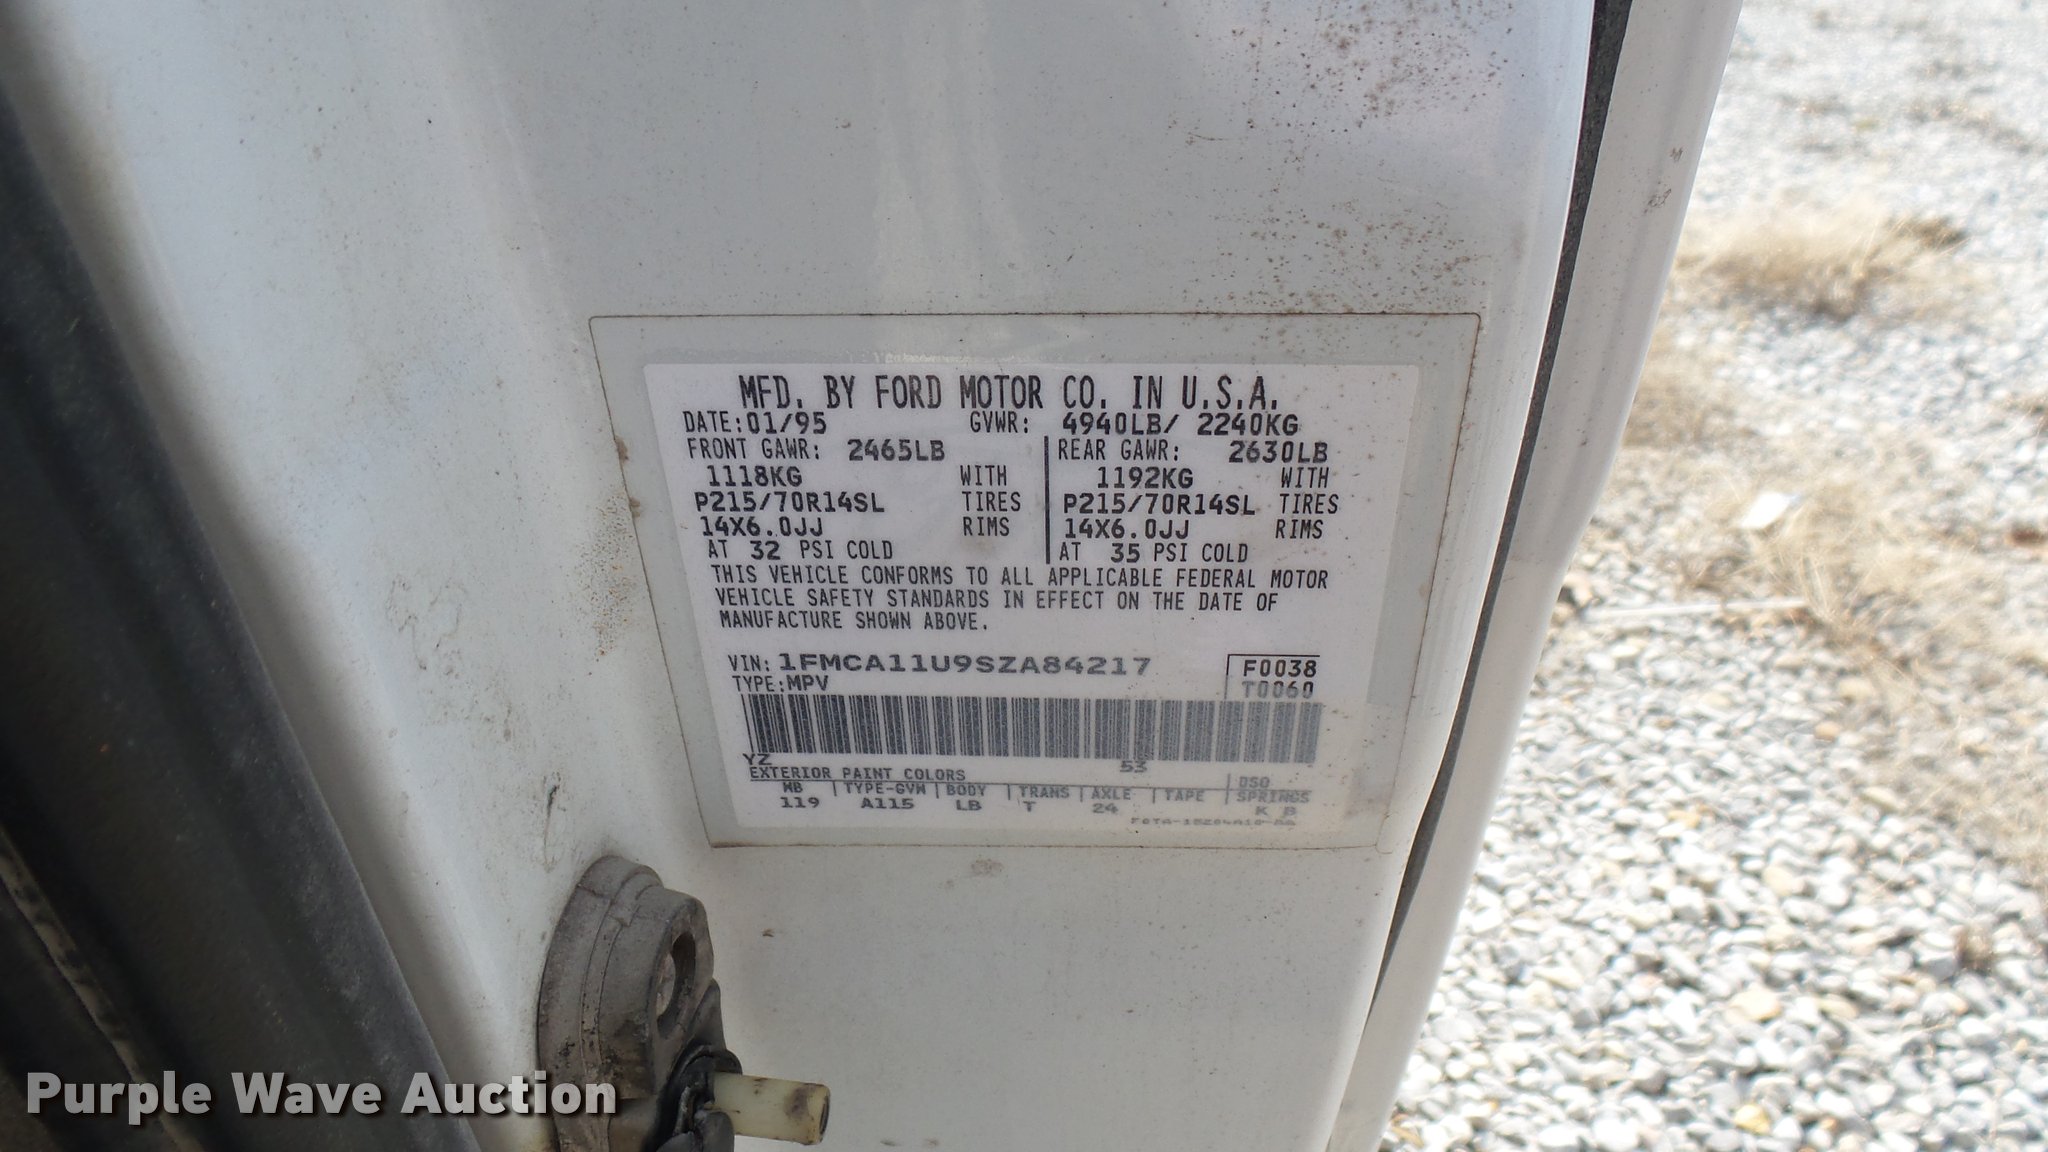 MFD. BY FORD MOTOR CO. IN U.S.A.
DATE: 01/95 GVWR: 4940LB/ 2240KG
FRONT GAWR: 2465LB REAR GAWR: 2630LB
1118KG WITH 1192KG WITH
P215/70R14SL TIRES P215/70R14SL TIRES
14X6.0JJ RIMS 14X6.0JJ RIMS
AT 32 PSI COLD AT 35 PSI COLD
THIS VEHICLE CONFORMS TO ALL APPLICABLE FEDERAL MOTOR
VEHICLE SAFETY STANDARDS IN EFFECT ON THE DATE OF
MANUFACTURE SHOWN ABOVE.
VIN: 1FMCA11U9SZA84217 F0038
TYPE: MPV T0060
YZ 53
EXTERIOR PAINT COLORS DSO
WB TYPE-GVW BODY TRANS AXLE TAPE SPRINGS
119 A115 LB T 24 K B
Purple Wave Auction